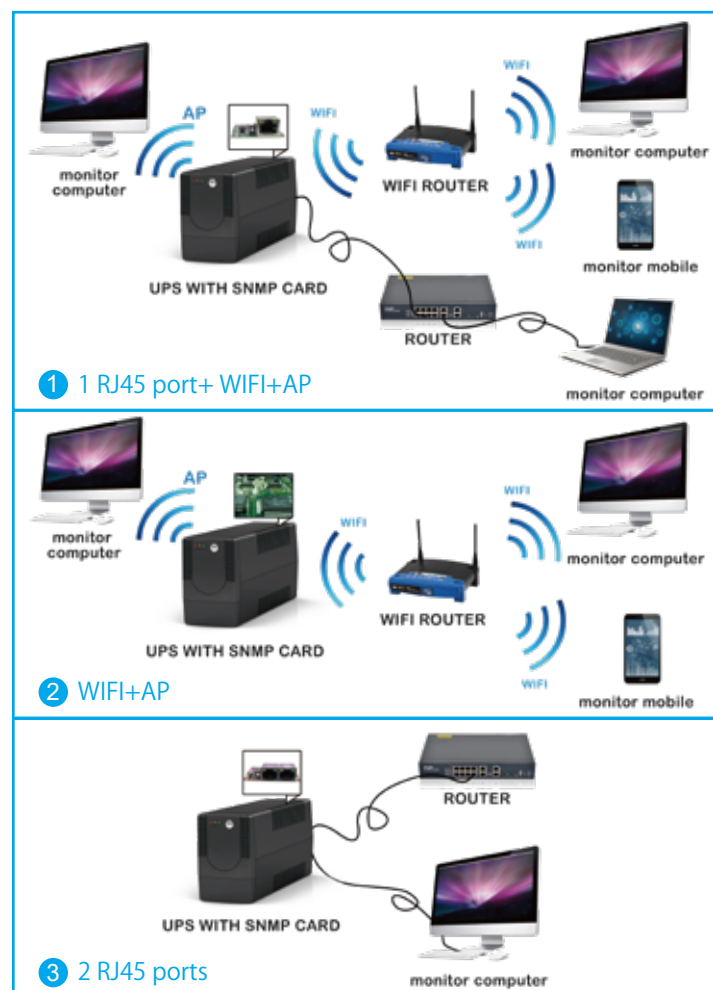 AP
WIFI
WIFI
monitor
computer
monitor computer
WIFI ROUTER
WIFI
monitor mobile
UPS WITH SNMP CARD
ROUTER
monitor computer
1 1 RJ45 port+ WIFI+AP
AP
WIFI
WIFI
monitor
computer
monitor computer
WIFI ROUTER
UPS WITH SNMP CARD
WIFI
monitor mobile
2 WIFI+AP
ROUTER
UPS WITH SNMP CARD
monitor computer
3 2 RJ45 ports